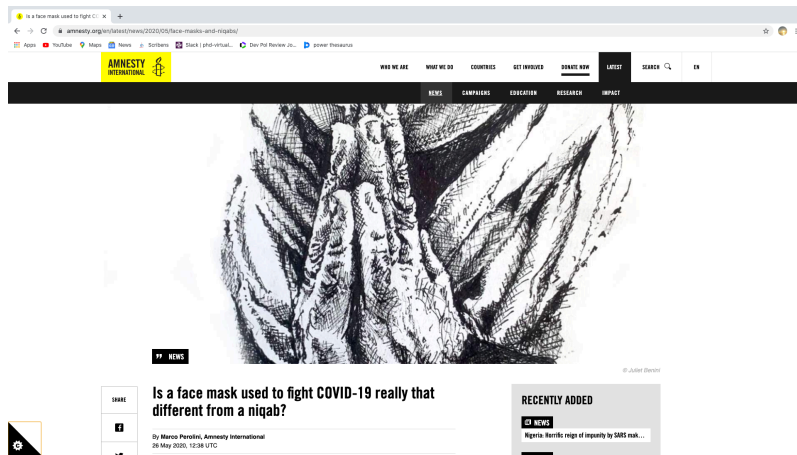 Is a face mask used to fight CO
amnesty.org/en/latest/news/2020/05/face-masks-and-niqabs/
Apps YouTube Maps News Scribens Slack | phd-virtual... Dev Pol Review Jo... power thesaurus
AMNESTY
INTERNATIONAL
WHO WE ARE WHAT WE DO COUNTRIES GET INVOLVED DONATE NOW LATEST SEARCH EN
NEWS CAMPAIGNS EDUCATION RESEARCH IMPACT
NEWS
© Juliet Bentini
SHARE
Is a face mask used to fight COVID-19 really that
different from a niqab?
By Marco Perolini, Amnesty International
26 May 2020, 12:38 UTC
RECENTLY ADDED
NEWS
Nigeria: Horrific reign of impunity by SARS mak...